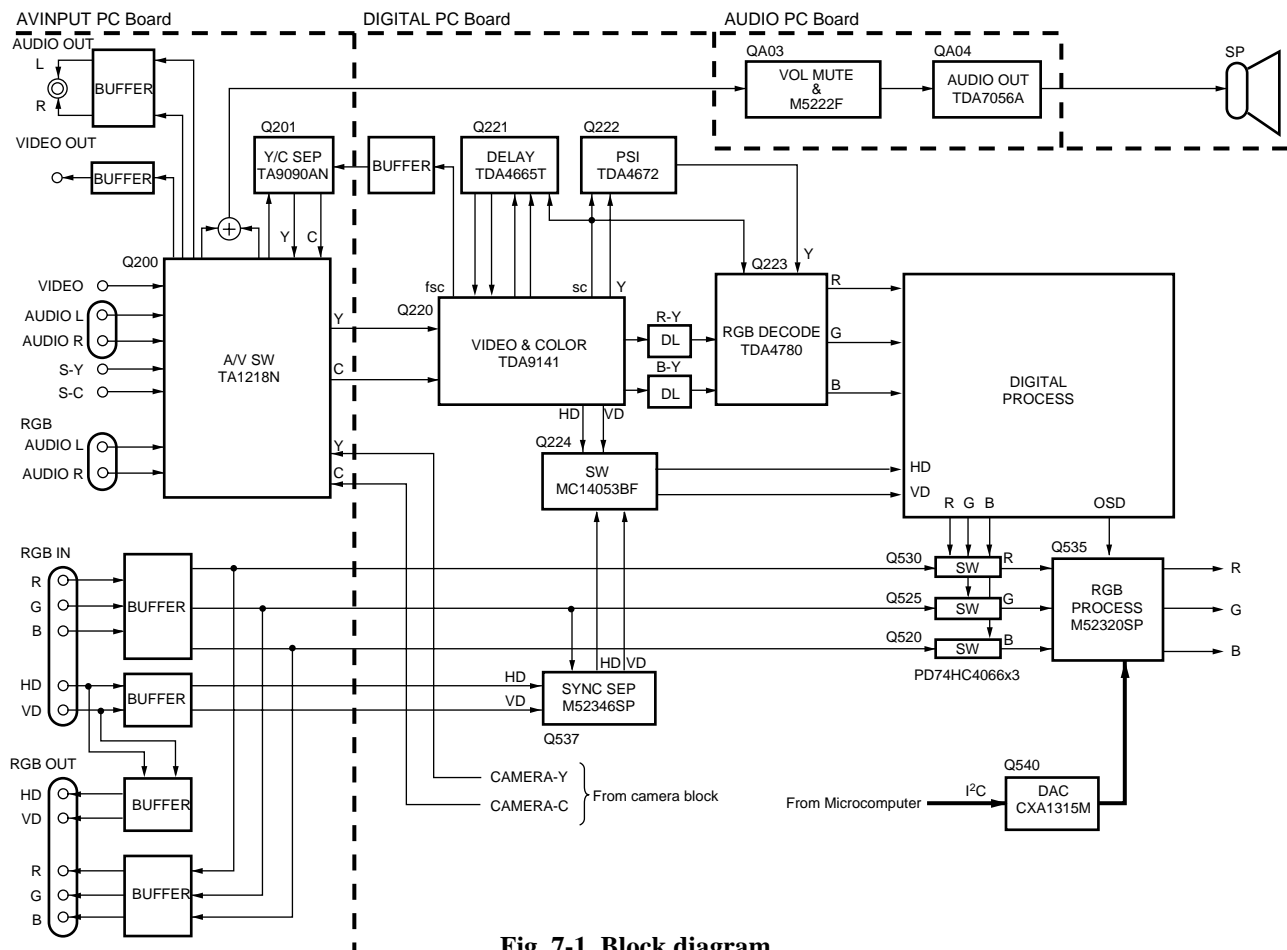 AVINPUT PC Board
DIGITAL PC Board
AUDIO PC Board
AUDIO OUT
L
R
BUFFER
VIDEO OUT
BUFFER
QA03
VOL MUTE
&
M5222F
QA04
AUDIO OUT
TDA7056A
SP
Q201
Y/C SEP
TA9090AN
BUFFER
Q221
DELAY
TDA4665T
Q222
PSI
TDA4672
Y
C
Q200
A/V SW
TA1218N
VIDEO
AUDIO L
AUDIO R
S-Y
S-C
RGB
AUDIO L
AUDIO R
Y
C
Y
C
fsc
sc
Y
Q220
VIDEO & COLOR
TDA9141
R-Y
DL
B-Y
DL
Y
Q223
RGB DECODE
TDA4780
R
G
B
DIGITAL
PROCESS
HD
VD
R
G
B
OSD
HD
VD
Q224
SW
MC14053BF
RGB IN
R
G
B
BUFFER
HD
VD
BUFFER
Q530
SW
R
Q525
SW
G
Q520
SW
B
PD74HC4066x3
Q535
RGB
PROCESS
M52320SP
R
G
B
HD
VD
HD
VD
SYNC SEP
M52346SP
Q537
RGB OUT
HD
VD
BUFFER
R
G
B
BUFFER
CAMERA-Y
CAMERA-C
From camera block
From Microcomputer
I2C
Q540
DAC
CXA1315M
Fig. 7-1 Block diagram